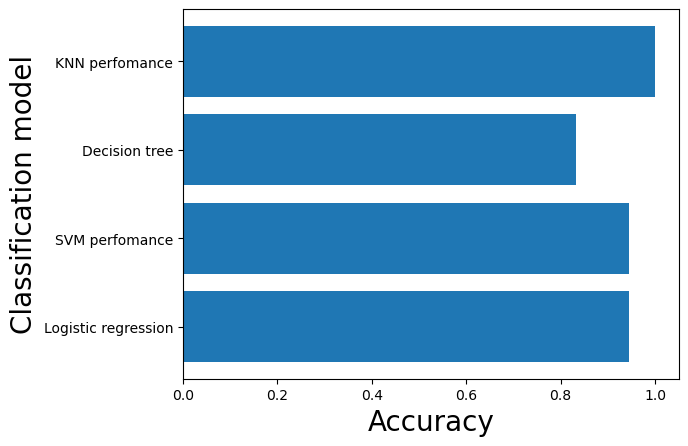 Classification model
KNN perfomance
Decision tree
SVM perfomance
Logistic regression
0.0 0.2 0.4 0.6 0.8 1.0
Accuracy